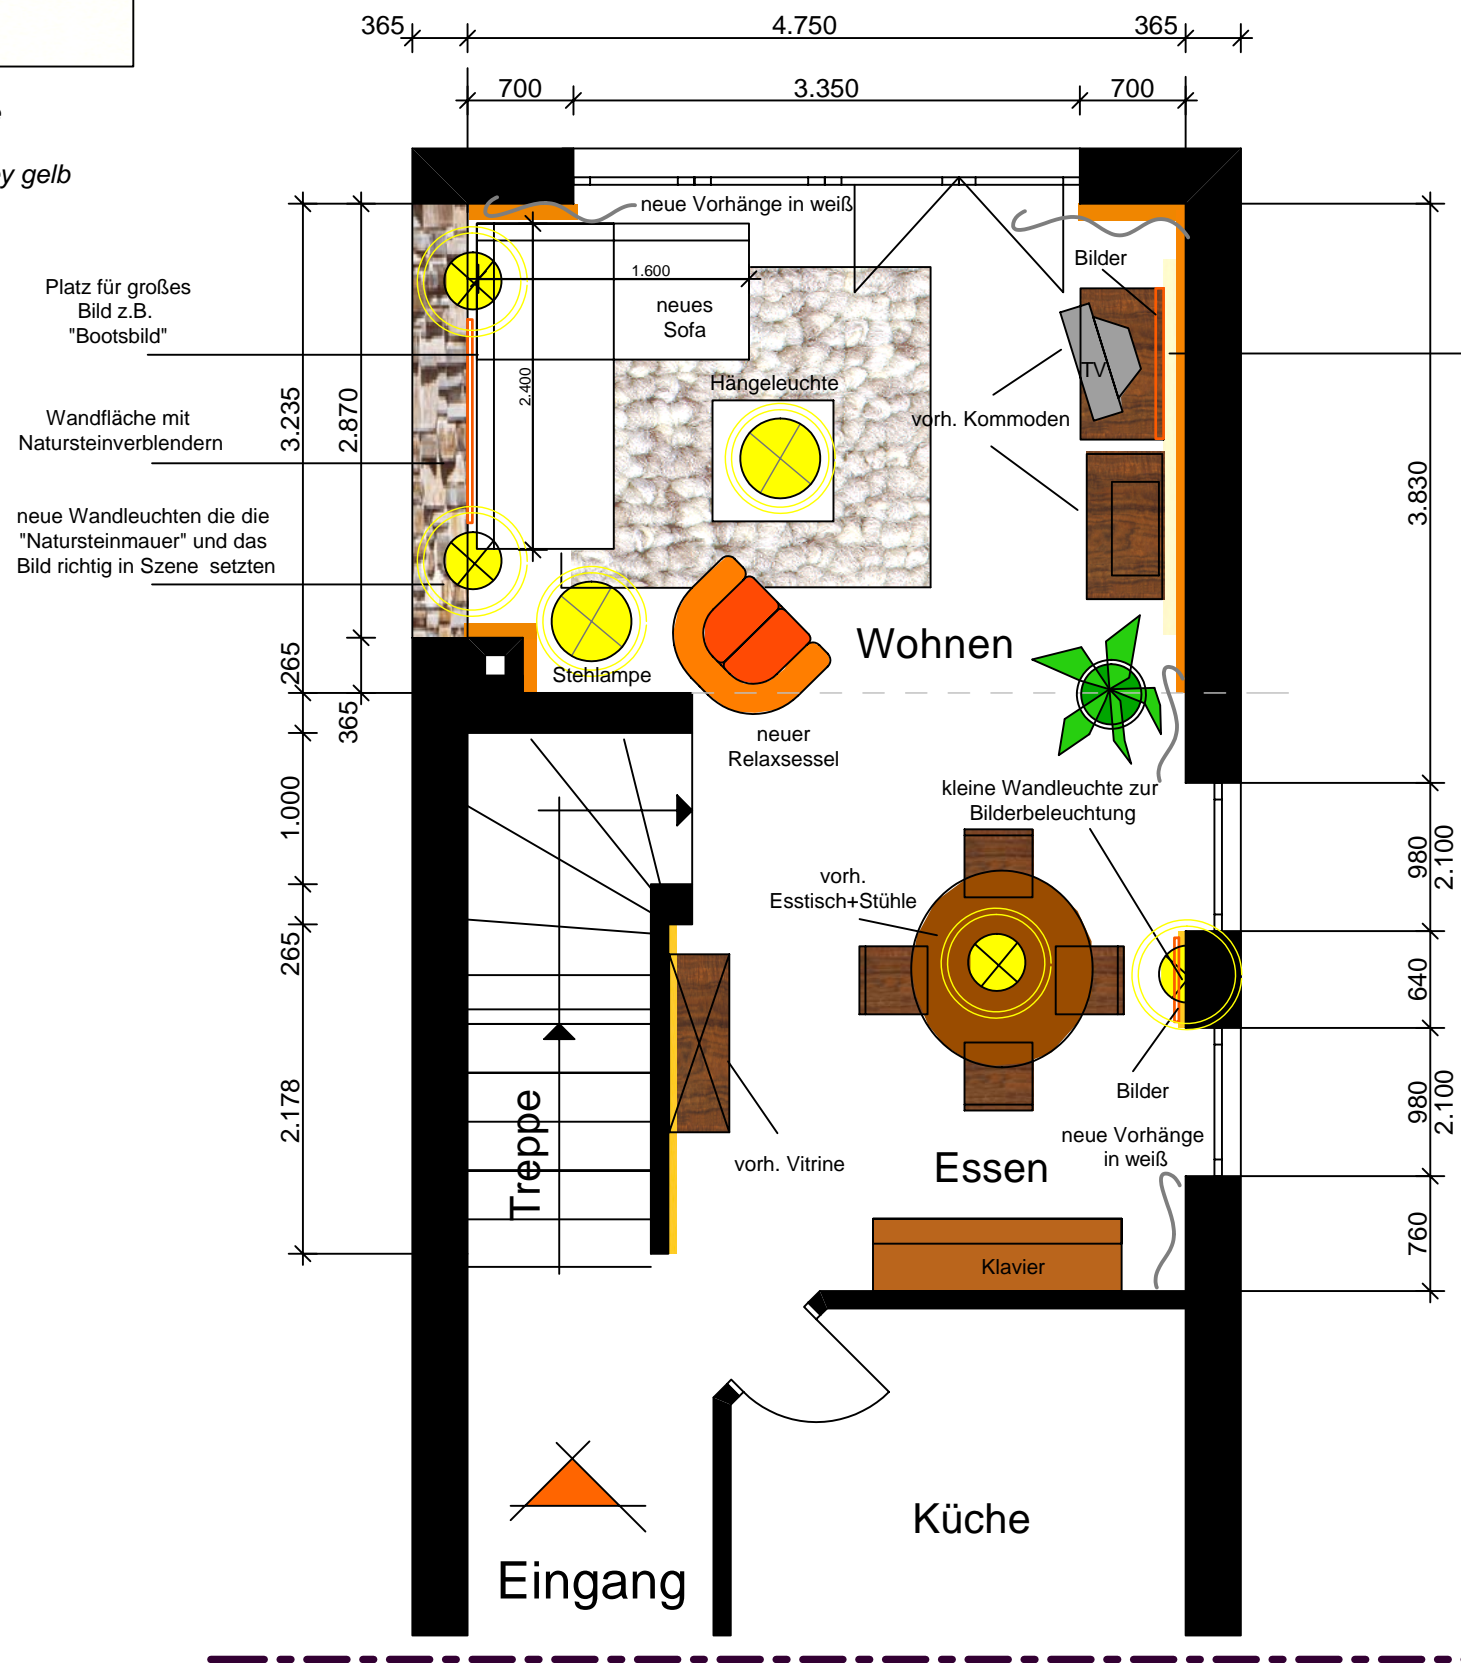 365
4.750
365
700
3.350
700
gelb
neue Vorhänge in weiß
Bilder
Platz für großes
Bild z.B.
"Bootsbild"
1.600
neues
Sofa
TV
2.400
Hängeleuchte
vorh. Kommoden
Wandfläche mit
Natursteinverblendern
3.235
2.870
3.830
neue Wandleuchten die die
"Natursteinmauer" und das
Bild richtig in Szene setzten
Wohnen
Stehlampe
265
365
neuer
Relaxsessel
1.000
kleine Wandleuchte zur
Bilderbeleuchtung
980
2.100
vorh.
Esstisch+Stühle
265
640
Bilder
2.178
Treppe
980
2.100
neue Vorhänge
in weiß
vorh. Vitrine
Essen
760
Klavier
Küche
Eingang